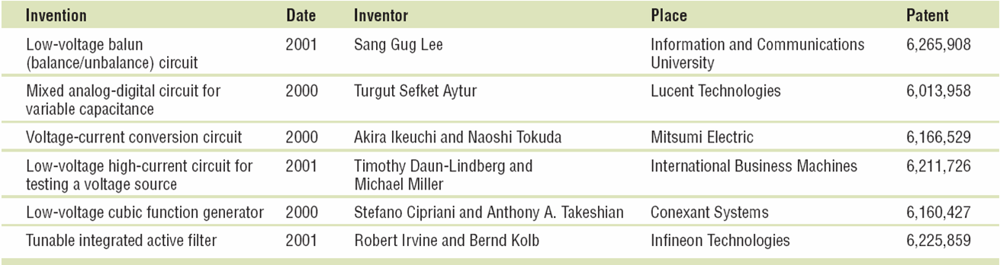 Invention Date Inventor Place Patent
Low-voltage balun 2001 Sang Gug Lee Information and Communications 6,265,908
(balance/unbalance) circuit University
Mixed analog-digital circuit for 2000 Turgut Sefket Aytur Lucent Technologies 6,013,958
variable capacitance
Voltage-current conversion circuit 2000 Akira Ikeuchi and Naoshi Tokuda Mitsumi Electric 6,166,529
Low-voltage high-current circuit for 2001 Timothy Daun-Lindberg and International Business Machines 6,211,726
testing a voltage source Michael Miller
Low-voltage cubic function generator 2000 Stefano Cipriani and Anthony A. Takeshian Conexant Systems 6,160,427
Tunable integrated active filter 2001 Robert Irvine and Bernd Kolb Infineon Technologies 6,225,859